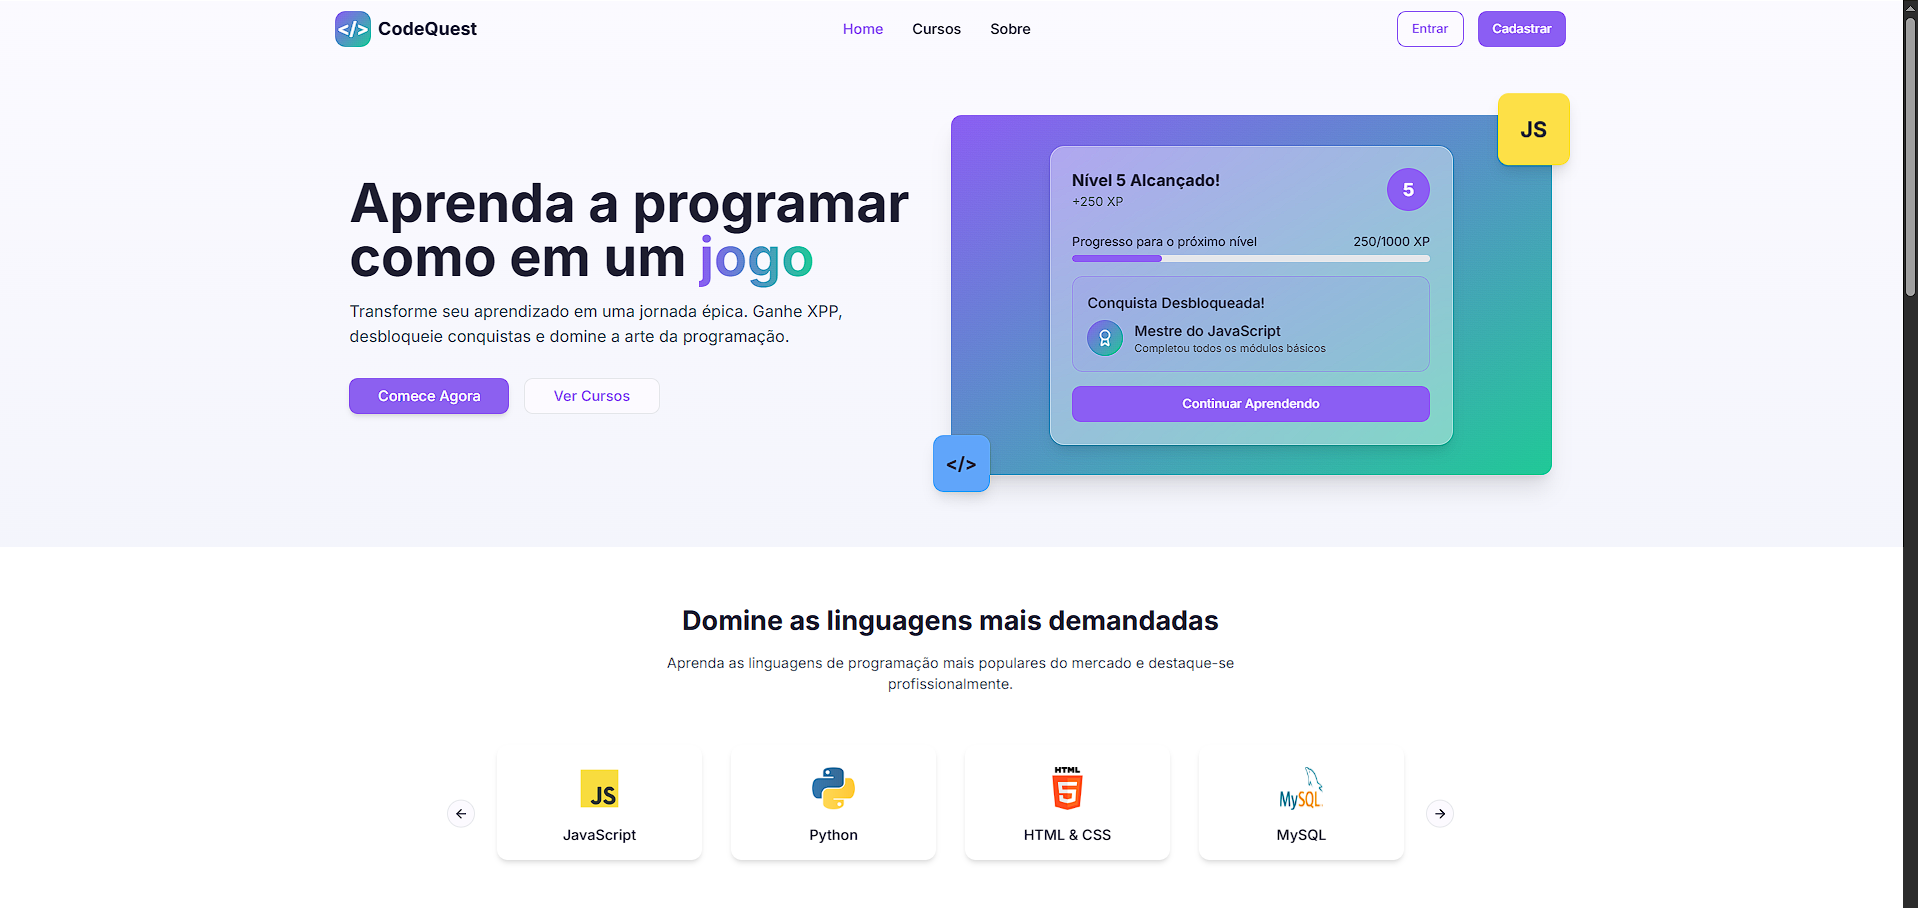 </> CodeQuest
Home Cursos Sobre
Entrar Cadastrar
Aprenda a programar
como em um jogo
Transforme seu aprendizado em uma jornada épica. Ganhe XPP,
desbloqueie conquistas e domine a arte da programação.
Comece Agora Ver Cursos
JS
Nível 5 Alcançado!
+250 XP
5
Progresso para o próximo nível 250/1000 XP
Conquista Desbloqueada!
Mestre do JavaScript
Completou todos os módulos básicos
Continuar Aprendendo
</>
Domine as linguagens mais demandadas
Aprenda as linguagens de programação mais populares do mercado e destaque-se
profissionalmente.
JS
JavaScript
Python
HTML
5
HTML & CSS
MySQL
MySQL